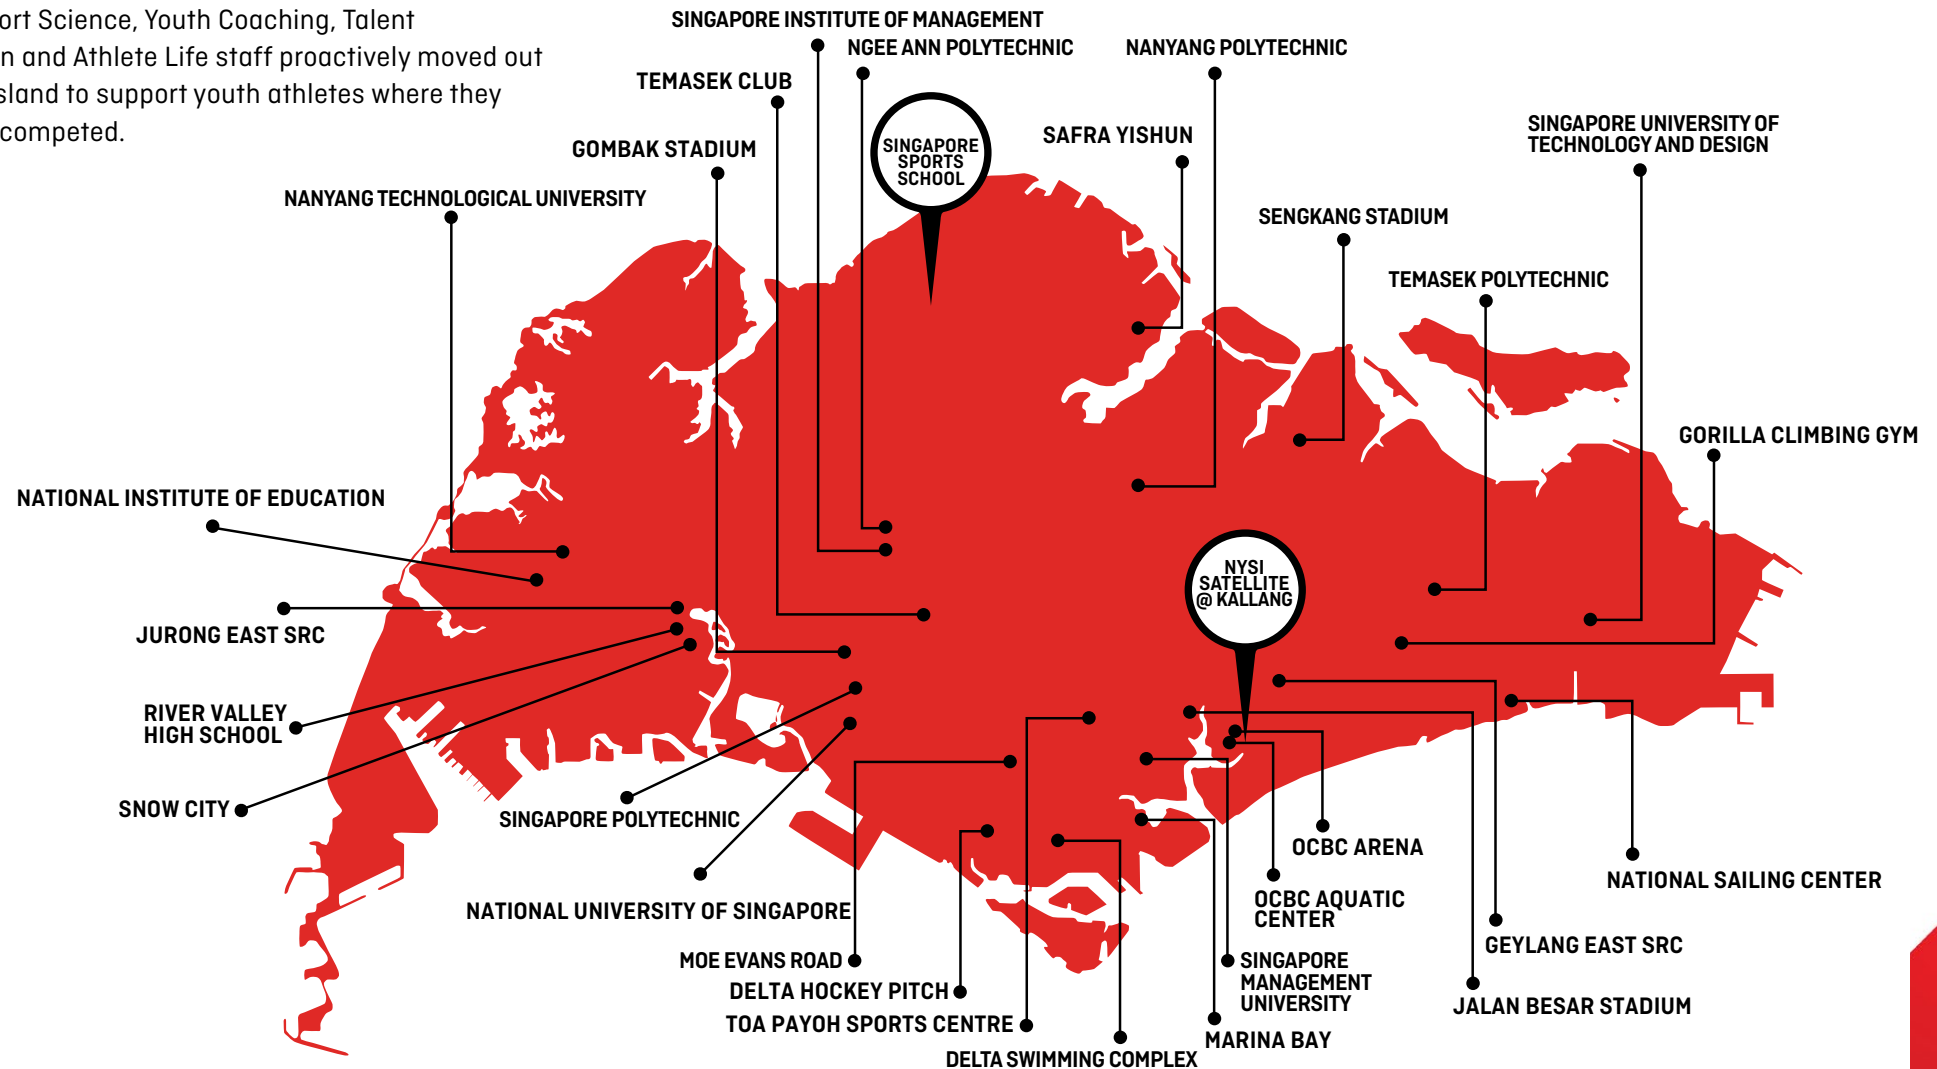 ort Science, Youth Coaching, Talent
n and Athlete Life staff proactively moved out
sland to support youth athletes where they
competed.
SINGAPORE INSTITUTE OF MANAGEMENT
NGEE ANN POLYTECHNIC
NANYANG POLYTECHNIC
TEMASEK CLUB
SINGAPORE
SPORTS
SCHOOL
SAFRA YISHUN
SINGAPORE UNIVERSITY OF
TECHNOLOGY AND DESIGN
GOMBAK STADIUM
NANYANG TECHNOLOGICAL UNIVERSITY
SENGKANG STADIUM
TEMASEK POLYTECHNIC
GORILLA CLIMBING GYM
NATIONAL INSTITUTE OF EDUCATION
NYSI
SATELLITE
@ KALLANG
JURONG EAST SRC
RIVER VALLEY
HIGH SCHOOL
SNOW CITY
SINGAPORE POLYTECHNIC
OCBC ARENA
NATIONAL SAILING CENTER
OCBC AQUATIC
CENTER
NATIONAL UNIVERSITY OF SINGAPORE
GEYLANG EAST SRC
MOE EVANS ROAD
SINGAPORE
MANAGEMENT
UNIVERSITY
DELTA HOCKEY PITCH
JALAN BESAR STADIUM
TOA PAYOH SPORTS CENTRE
MARINA BAY
DELTA SWIMMING COMPLEX